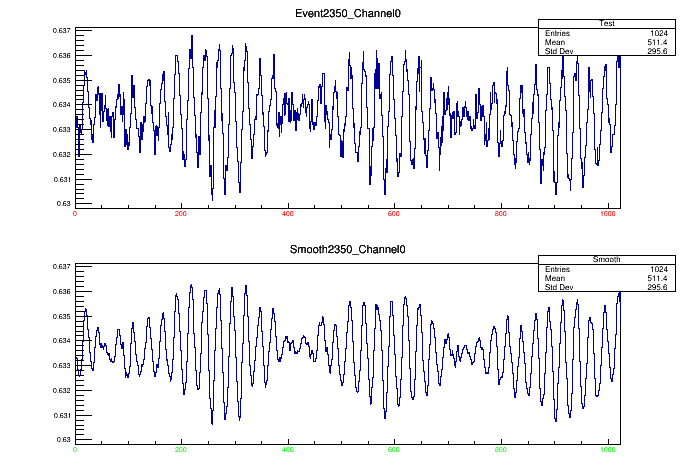 Event2350_Channel0
Test
Entries 1024
Mean 511.4
Std Dev 295.6
0.637
0.636
0.635
0.634
0.633
0.632
0.631
0.63
0 200 400 600 800 1000
Smooth2350_Channel0
Smooth
Entries 1024
Mean 511.4
Std Dev 295.6
0.637
0.636
0.635
0.634
0.633
0.632
0.631
0.63
0 200 400 600 800 1000